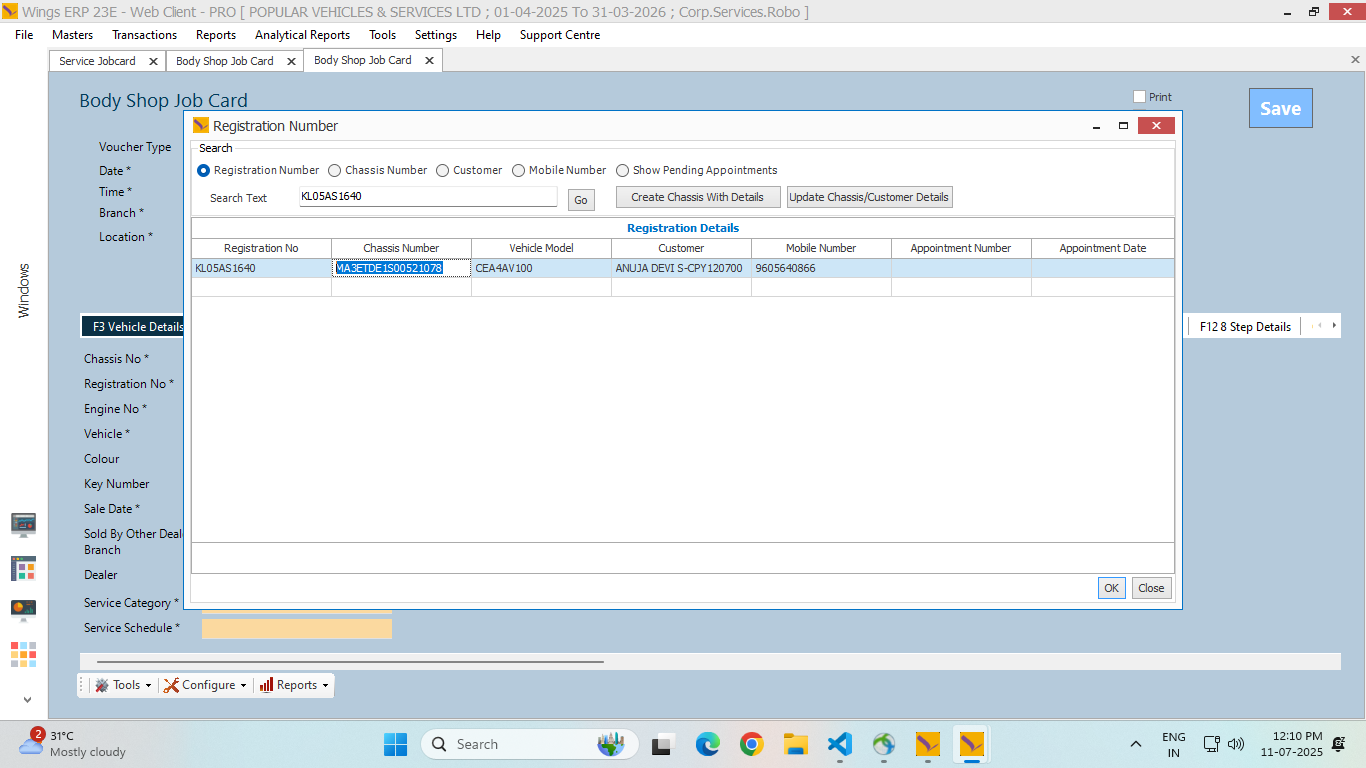 Wings ERP 23E - Web Client - PRO [ POPULAR VEHICLES & SERVICES LTD ; 01-04-2025 To 31-03-2026 ; Corp.Services.Robo ]
File Masters Transactions Reports Analytical Reports Tools Settings Help Support Centre
Service Jobcard Body Shop Job Card Body Shop Job Card
Body Shop Job Card
Print
Save
Registration Number
Voucher Type
Date *
Time *
Branch *
Location *
Search
Registration Number Chassis Number Customer Mobile Number Show Pending Appointments
Search Text KL05AS1640 Go Create Chassis With Details Update Chassis/Customer Details
Registration Details
Registration No Chassis Number Vehicle Model Customer Mobile Number Appointment Number Appointment Date
KL05AS1640 MA3ETDE1S00521078 CEA4AV100 ANUJA DEVI S-CPY120700 9605640866
Windows
F3 Vehicle Details
F12 8 Step Details
Chassis No *
Registration No *
Engine No *
Vehicle *
Colour
Key Number
Sale Date *
Sold By Other Deal
Branch
Dealer
Service Category *
Service Schedule *
OK Close
Tools Configure Reports
2
31°C
Mostly cloudy
Search
ENG
IN
12:10 PM
11-07-2025